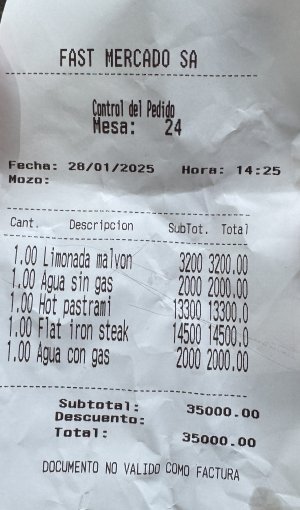 FAST MERCADO SA
Control del Pedido
Mesa: 24
Fecha: 28/01/2025 Hora: 14:25
Mozo:
Cant. Descripcion SubTot. Total
1.00 Limonada malvon 3200 3200.00
1.00 Agua sin gas 2000 2000.00
1.00 Hot pastrami 13300 13300.0
1.00 Flat iron steak 14500 14500.0
1.00 Agua con gas 2000 2000.00
Subtotal: 35000.00
Descuento:
Total: 35000.00
DOCUMENTO NO VALIDO COMO FACTURA